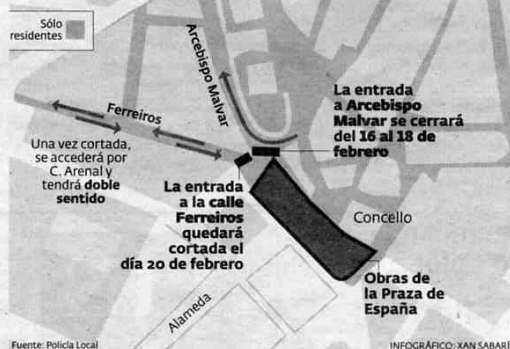 Sólo
residentes
Arcebispo Malvar
Ferreiros
La entrada
a Arcebispo
Malvar se cerrará
del 16 al 18 de
febrero
Una vez cortada,
se accederá por
C. Arenal y
tendrá doble
sentido
La entrada
a la calle
Ferreiros
quedará
cortada el
día 20 de febrero
Concello
Obras de
la Praza de
España
Alameda
Fuente: Policía Local
INFOGRÁFICO: XAN SABARÍS